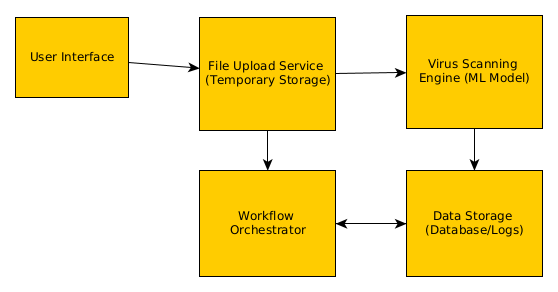 User Interface
File Upload Service
(Temporary Storage)
Virus Scanning
Engine (ML Model)
Workflow
Orchestrator
Data Storage
(Database/Logs)